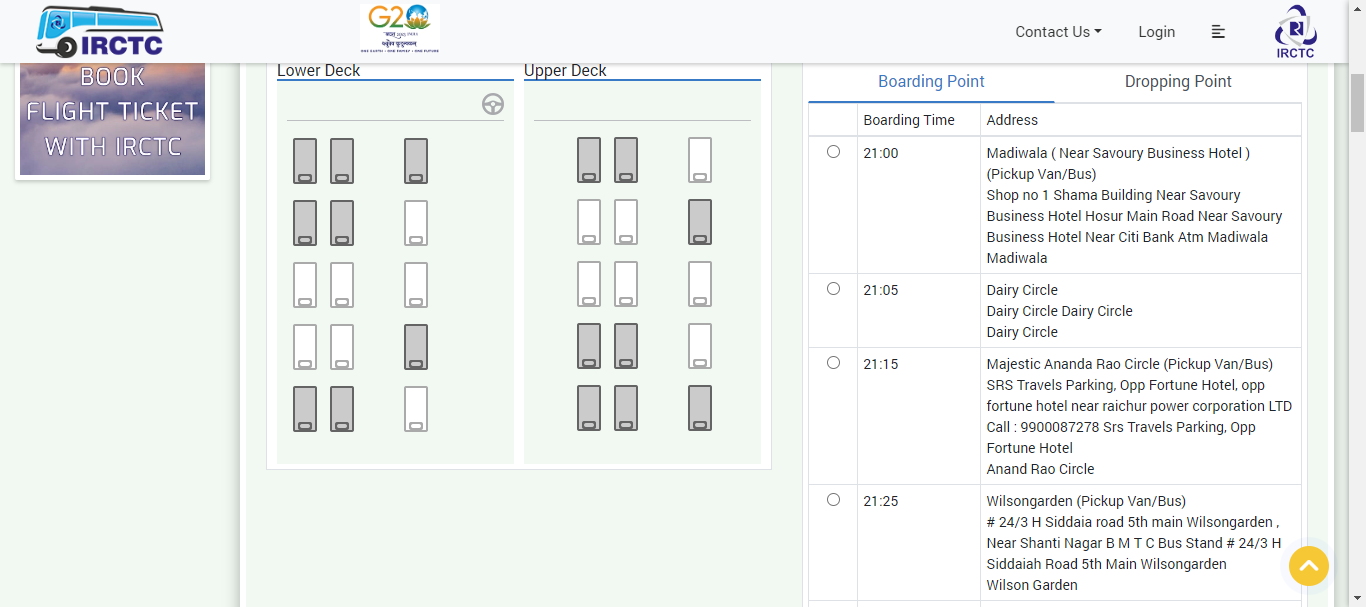 IRCTC
G20
ONE EARTH • ONE FAMILY • ONE FUTURE
Contact Us
Login
IRCTC
BOOK
FLIGHT TICKET
WITH IRCTC
Lower Deck
Upper Deck
Boarding Point
Dropping Point
Boarding Time
Address
21:00
Madiwala ( Near Savoury Business Hotel )
(Pickup Van/Bus)
Shop no 1 Shama Building Near Savoury
Business Hotel Hosur Main Road Near Savoury
Business Hotel Near Citi Bank Atm Madiwala
Madiwala
21:05
Dairy Circle
Dairy Circle Dairy Circle
Dairy Circle
21:15
Majestic Ananda Rao Circle (Pickup Van/Bus)
SRS Travels Parking, Opp Fortune Hotel, opp
fortune hotel near raichur power corporation LTD
Call : 9900087278 Srs Travels Parking, Opp
Fortune Hotel
Anand Rao Circle
21:25
Wilsongarden (Pickup Van/Bus)
# 24/3 H Siddaia road 5th main Wilsongarden ,
Near Shanti Nagar B M T C Bus Stand # 24/3 H
Siddaiah Road 5th Main Wilsongarden
Wilson Garden